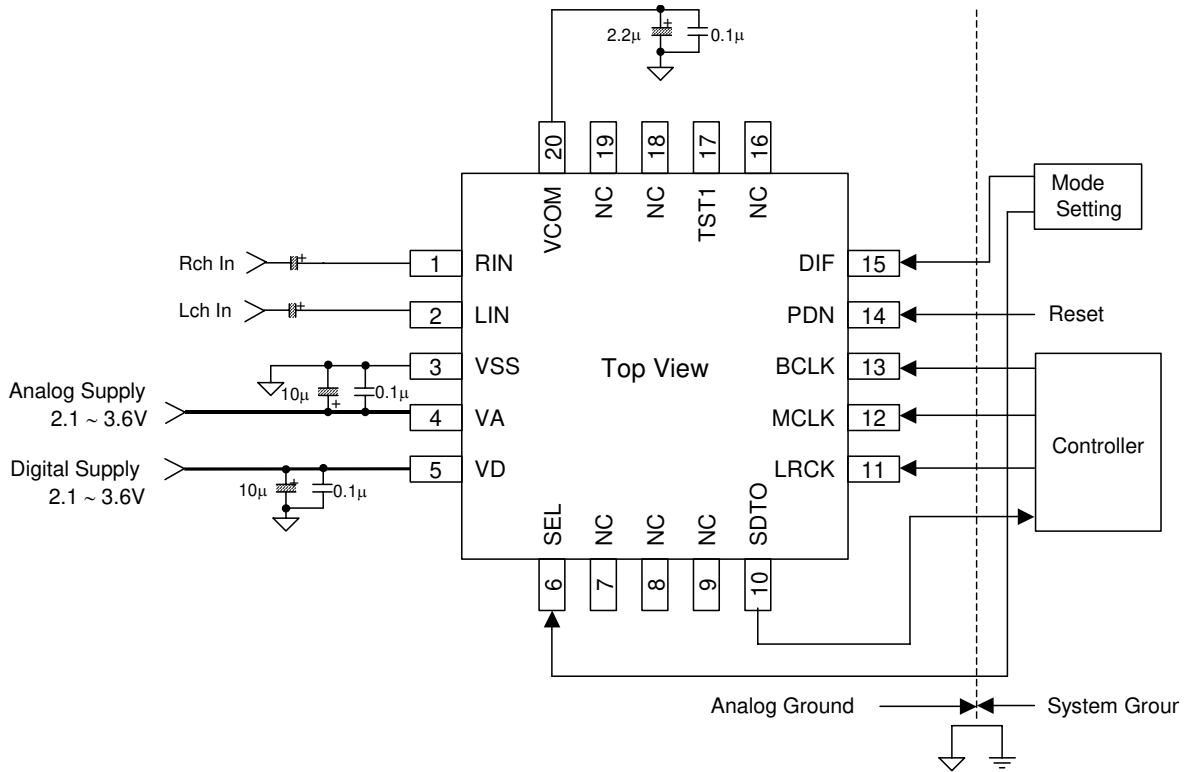 2.2μ
+
0.1μ
20
19
18
17
16
VCOM
NC
NC
TST1
NC
Mode
Setting
Rch In
+
1
RIN
DIF
15
Lch In
+
2
LIN
PDN
14
Reset
3
VSS
Top View
BCLK
13
10μ
+
0.1μ
Analog Supply
2.1 ~ 3.6V
4
VA
MCLK
12
Controller
Digital Supply
2.1 ~ 3.6V
5
VD
LRCK
11
10μ
+
0.1μ
SEL
NC
NC
NC
SDTO
6
7
8
9
10
Analog Ground
System Grour